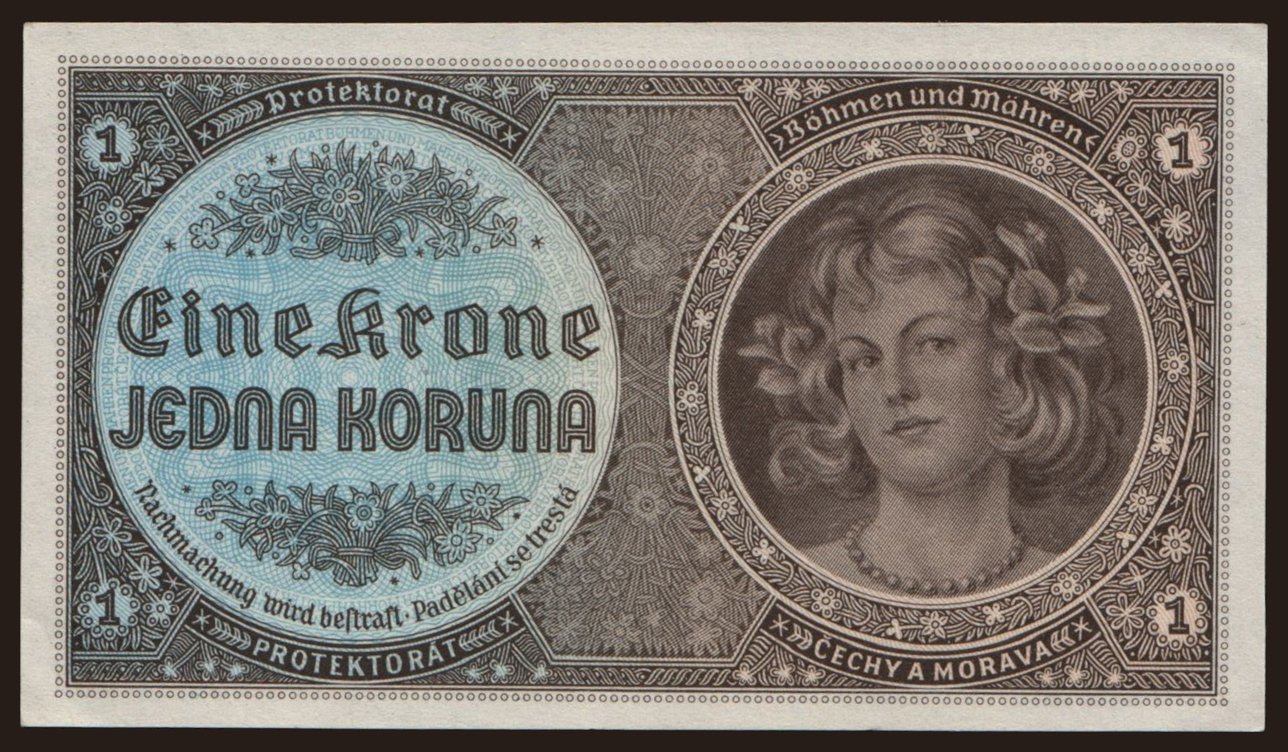 Protektorat
Böhmen und Mähren
1
1
Eine Krone
JEDNA KORUNA
Nachmachung wird bestraft · Padělání se trestá
1
1
PROTEKTORÁT
ČECHY A MORAVA